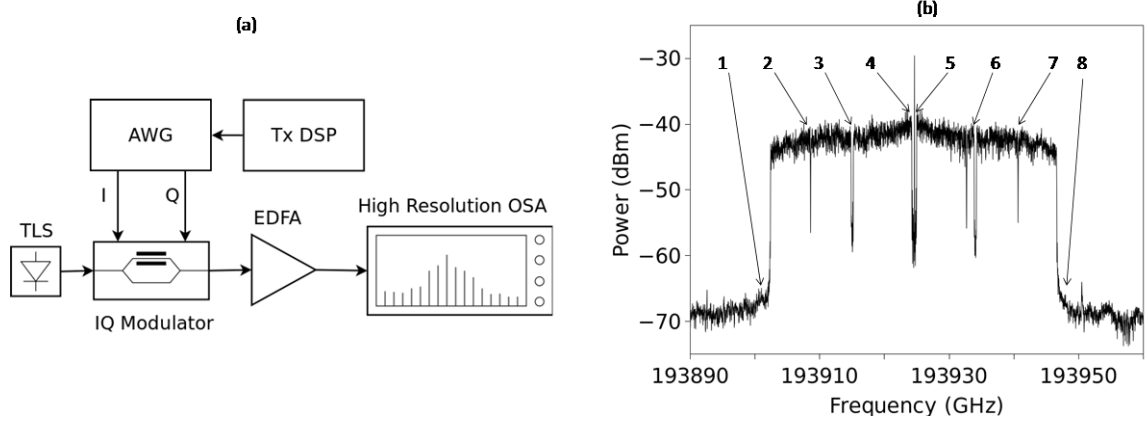 (a)
AWG
Tx DSP
I
Q
TLS
EDFA
High Resolution OSA
IQ Modulator
(b)
−30
−40
−50
−60
−70
Power (dBm)
1 2 3 4 5 6 7 8
193890 193910 193930 193950
Frequency (GHz)